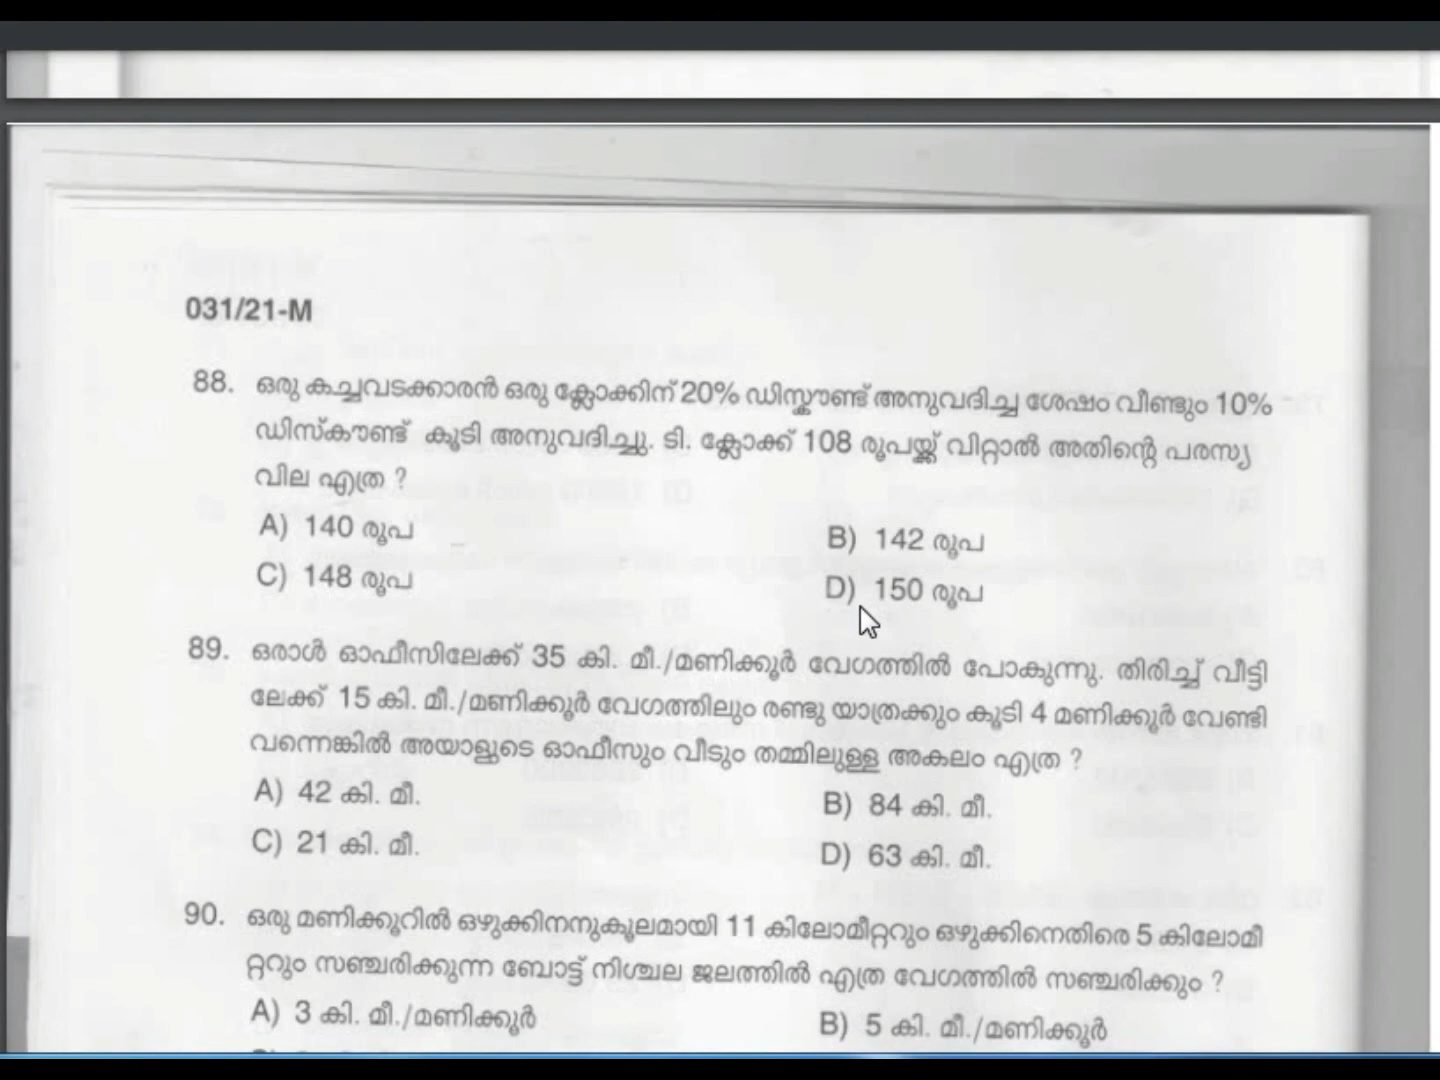 031/21-M
88. ഒരു കച്ചവടക്കാരൻ ഒരു ക്ലോക്കിന് 20% ഡിസ്കൗണ്ട് അനുവദിച്ച ശേഷം വീണ്ടും 10%
ഡിസ്കൗണ്ട് കൂടി അനുവദിച്ചു. ടി. ക്ലോക്ക് 108 രൂപയ്ക്ക് വിറ്റാൽ അതിന്റെ പരസ്യ
വില എത്ര ?
A) 140 രൂപ
B) 142 രൂപ
C) 148 രൂപ
D) 150 രൂപ
89. ഒരാൾ ഓഫീസിലേക്ക് 35 കി. മീ./മണിക്കൂർ വേഗത്തിൽ പോകുന്നു. തിരിച്ച് വീട്ടി
ലേക്ക് 15 കി. മീ./മണിക്കൂർ വേഗത്തിലും രണ്ടു യാത്രക്കും കൂടി 4 മണിക്കൂർ വേണ്ടി
വന്നെങ്കിൽ അയാളുടെ ഓഫീസും വീടും തമ്മിലുള്ള അകലം എത്ര ?
A) 42 കി. മീ.
B) 84 കി. മീ.
C) 21 കി. മീ.
D) 63 കി. മീ.
90. ഒരു മണിക്കൂറിൽ ഒഴുക്കിനനുകൂലമായി 11 കിലോമീറ്ററും ഒഴുക്കിനെതിരെ 5 കിലോമീ
റ്ററും സഞ്ചരിക്കുന്ന ബോട്ട് നിശ്ചല ജലത്തിൽ എത്ര വേഗത്തിൽ സഞ്ചരിക്കും ?
A) 3 കി. മീ./മണിക്കൂർ
B) 5 കി. മീ./മണിക്കൂർ